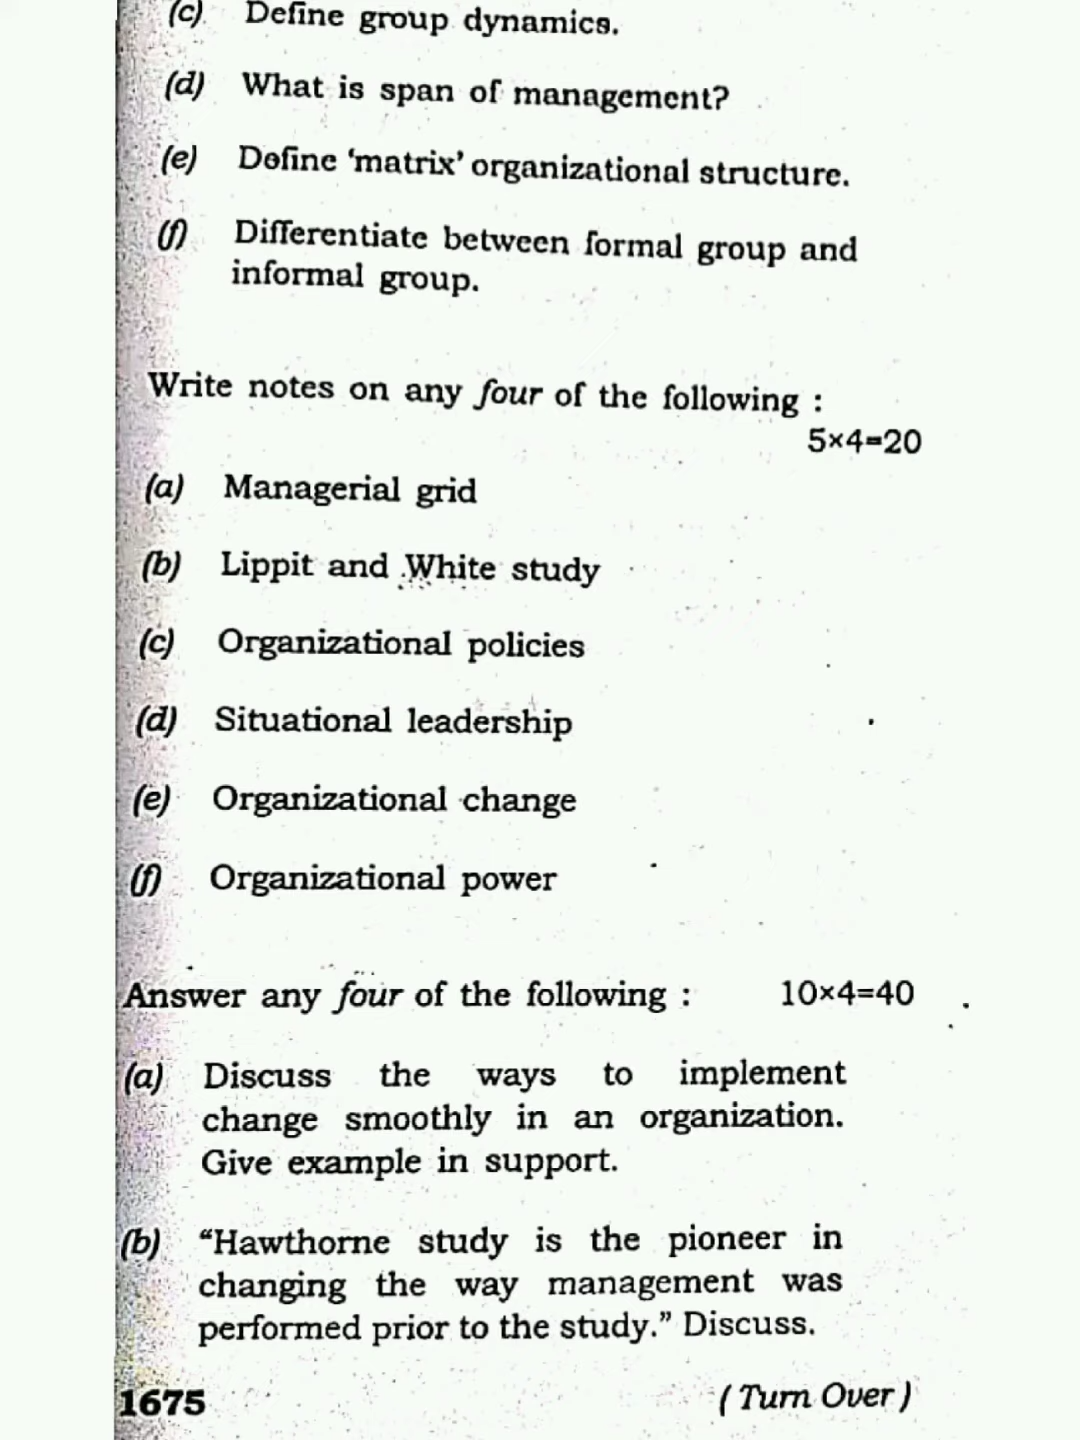 (c) Define group dynamics.
(d) What is span of management?
(e) Define ‘matrix’ organizational structure.
(f) Differentiate between formal group and
informal group.
Write notes on any four of the following :
5×4=20
(a) Managerial grid
(b) Lippit and White study
(c) Organizational policies
(d) Situational leadership
(e) Organizational change
(f) Organizational power
Answer any four of the following : 10×4=40
(a) Discuss the ways to implement
change smoothly in an organization.
Give example in support.
(b) “Hawthorne study is the pioneer in
changing the way management was
performed prior to the study.” Discuss.
1675 ( Turn Over )